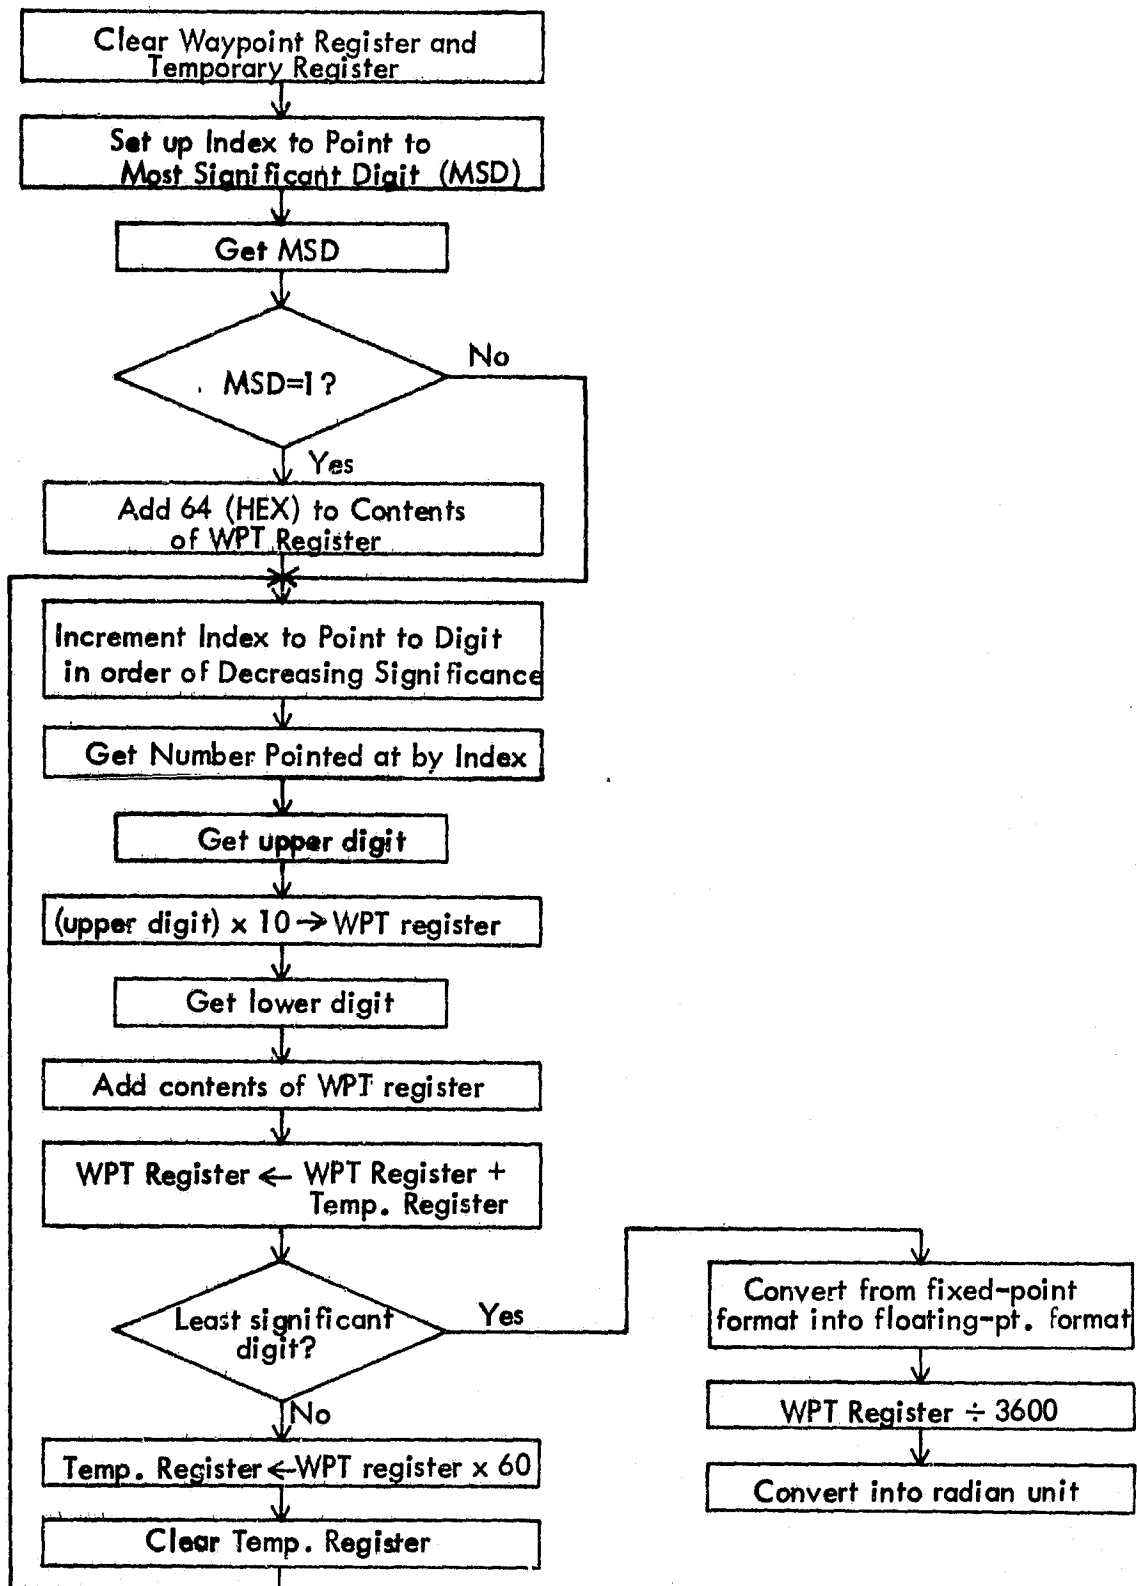 Clear Waypoint Register and
Temporary Register
Set up Index to Point to
Most Significant Digit (MSD)
Get MSD
MSD=1?
No
Yes
Add 64 (HEX) to Contents
of WPT Register
Increment Index to Point to Digit
in order of Decreasing Significance
Get Number Pointed at by Index
Get upper digit
(upper digit) x 10 → WPT register
Get lower digit
Add contents of WPT register
WPT Register ← WPT Register +
Temp. Register
Least significant
digit?
Yes
No
Temp. Register ← WPT register x 60
Clear Temp. Register
Convert from fixed-point
format into floating-pt. format
WPT Register ÷ 3600
Convert into radian unit